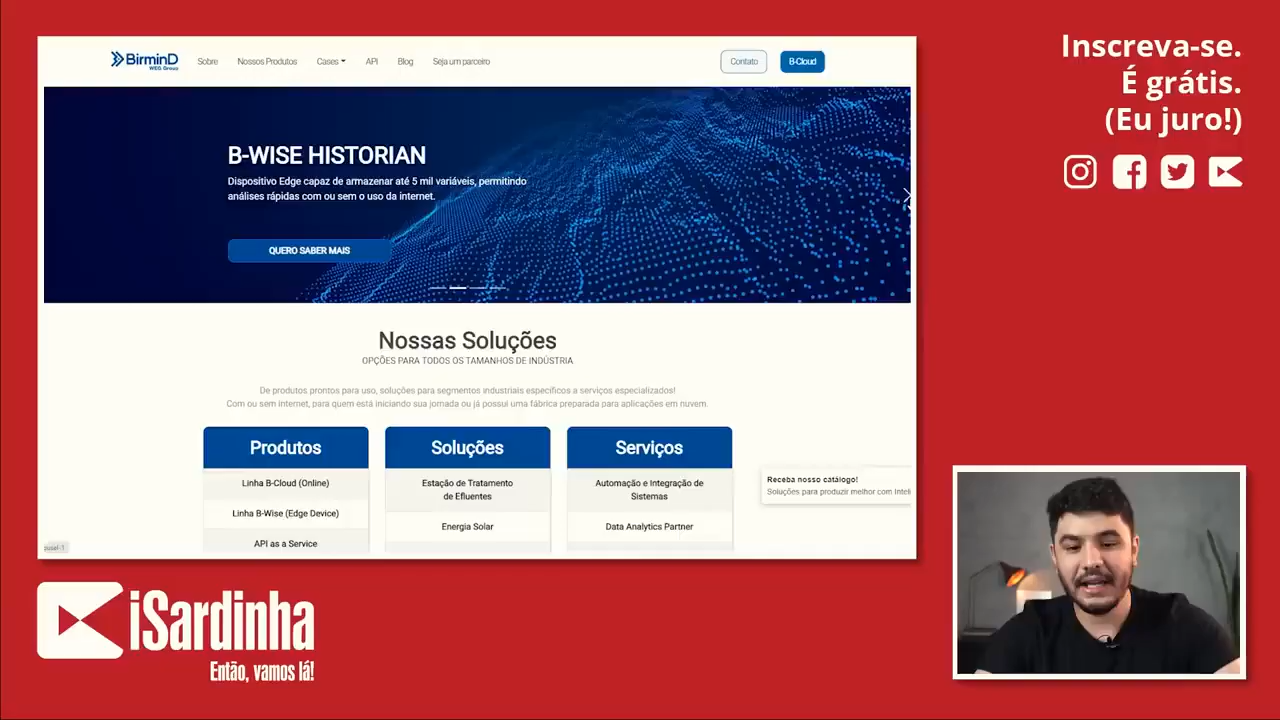 BirminD
WEG Group
Sobre
Nossos Produtos
Cases
API
Blog
Seja um parceiro
Contato
B-Cloud
B-WISE HISTORIAN
Dispositivo Edge capaz de armazenar até 5 mil variáveis, permitindo
análises rápidas com ou sem o uso da internet.
QUERO SABER MAIS
Nossas Soluções
OPÇÕES PARA TODOS OS TAMANHOS DE INDÚSTRIA
De produtos prontos para uso, soluções para segmentos industriais específicos a serviços especializados!
Com ou sem internet, para quem está iniciando sua jornada ou já possui uma fábrica preparada para aplicações em nuvem.
Produtos
Linha B-Cloud (Online)
Linha B-Wise (Edge Device)
API as a Service
Soluções
Estação de Tratamento
de Efluentes
Energia Solar
Serviços
Automação e Integração de
Sistemas
Data Analytics Partner
Receba nosso catálogo!
Soluções para produzir melhor com Inteli
Inscreva-se.
É grátis.
(Eu juro!)
iSardinha
Então, vamos lá!